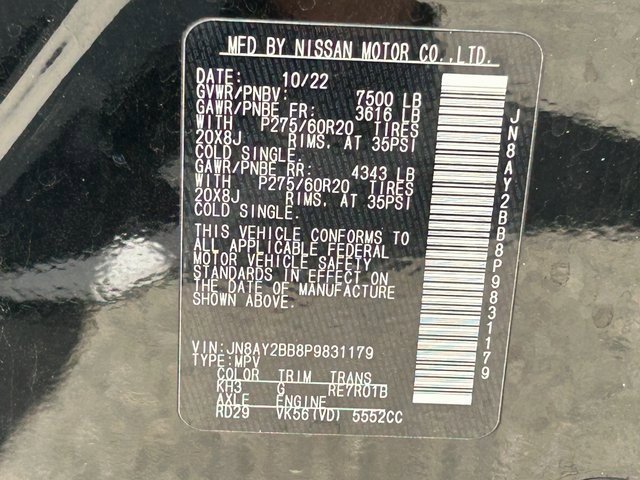 MFD BY NISSAN MOTOR CO.,LTD.
DATE: 10/22
GVWR/PNBV: 7500 LB
GAWR/PNBE FR: 3616 LB
WITH P275/60R20 TIRES
20X8J RIMS, AT 35PSI
COLD SINGLE.
GAWR/PNBE RR: 4343 LB
WITH P275/60R20 TIRES
20X8J RIMS, AT 35PSI
COLD SINGLE.
THIS VEHICLE CONFORMS TO
ALL APPLICABLE FEDERAL
MOTOR VEHICLE SAFETY
STANDARDS IN EFFECT ON
THE DATE OF MANUFACTURE
SHOWN ABOVE.
VIN: JN8AY2BB8P9831179
TYPE: MPV
COLOR TRIM TRANS
KH3 G RE7R01B
AXLE ENGINE
RD29 VK56(VD) 5552CC
JN8AY2BB8P9831179